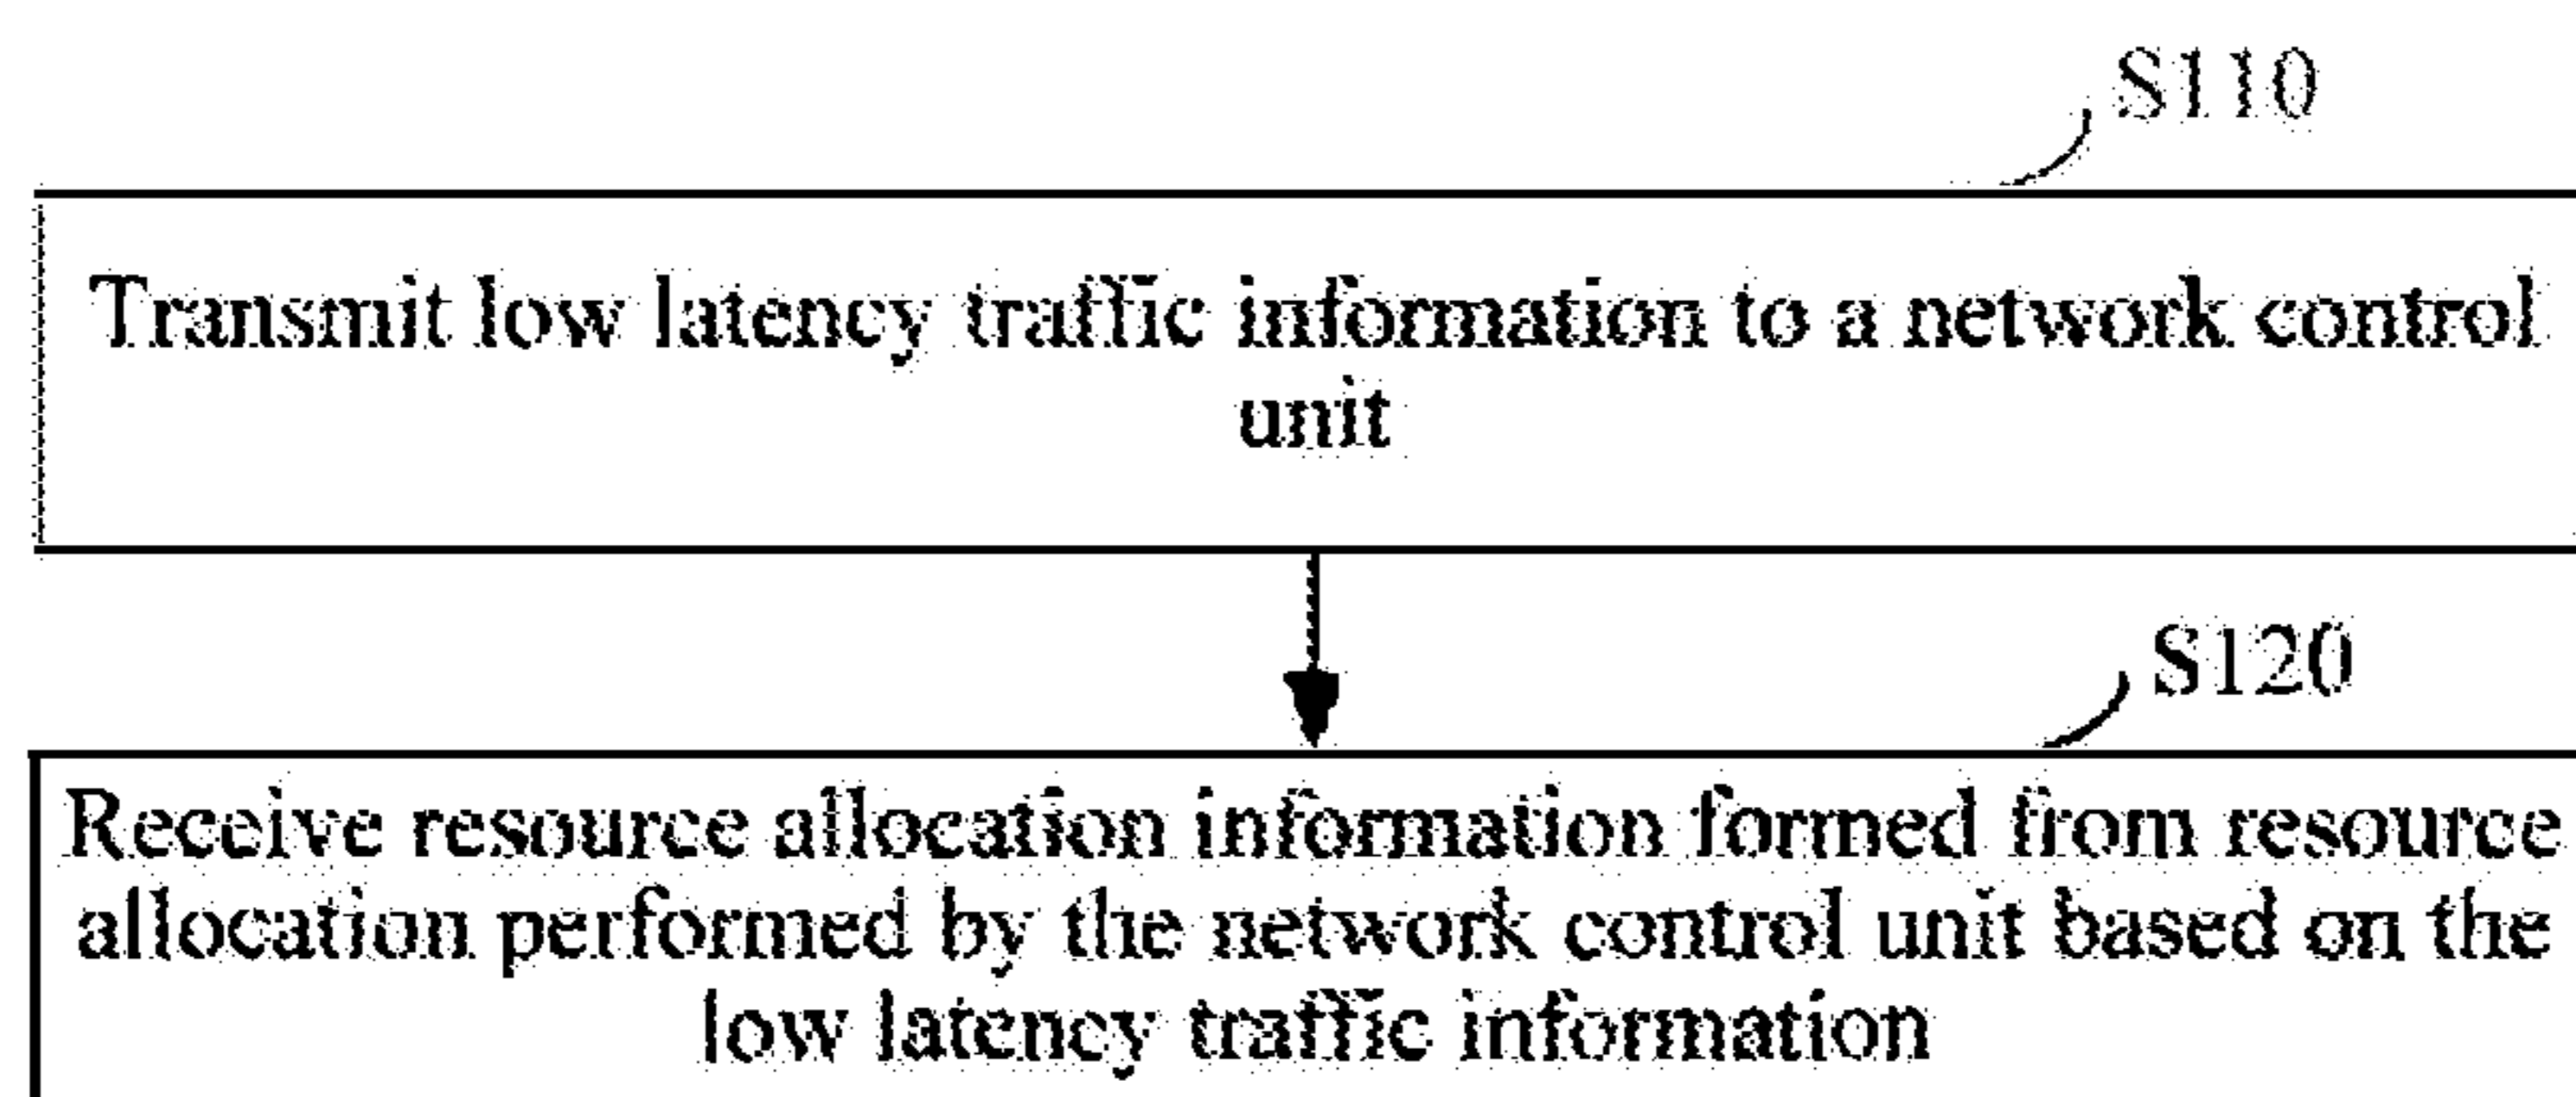 S110
Transmit low latency traffic information to a network control
unit
S120
Receive resource allocation information formed from resource
allocation performed by the network control unit based on the
low latency traffic information